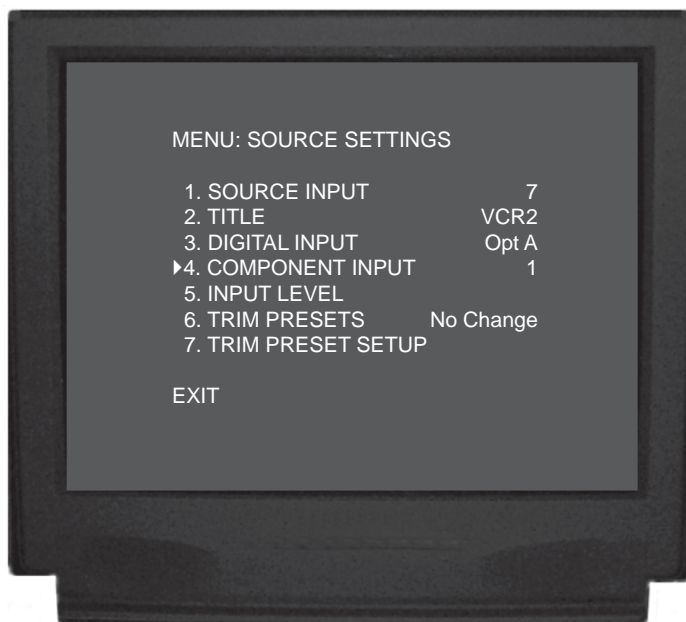 MENU: SOURCE SETTINGS
1. SOURCE INPUT 7
2. TITLE VCR2
3. DIGITAL INPUT Opt A
4. COMPONENT INPUT 1
5. INPUT LEVEL
6. TRIM PRESETS No Change
7. TRIM PRESET SETUP
EXIT